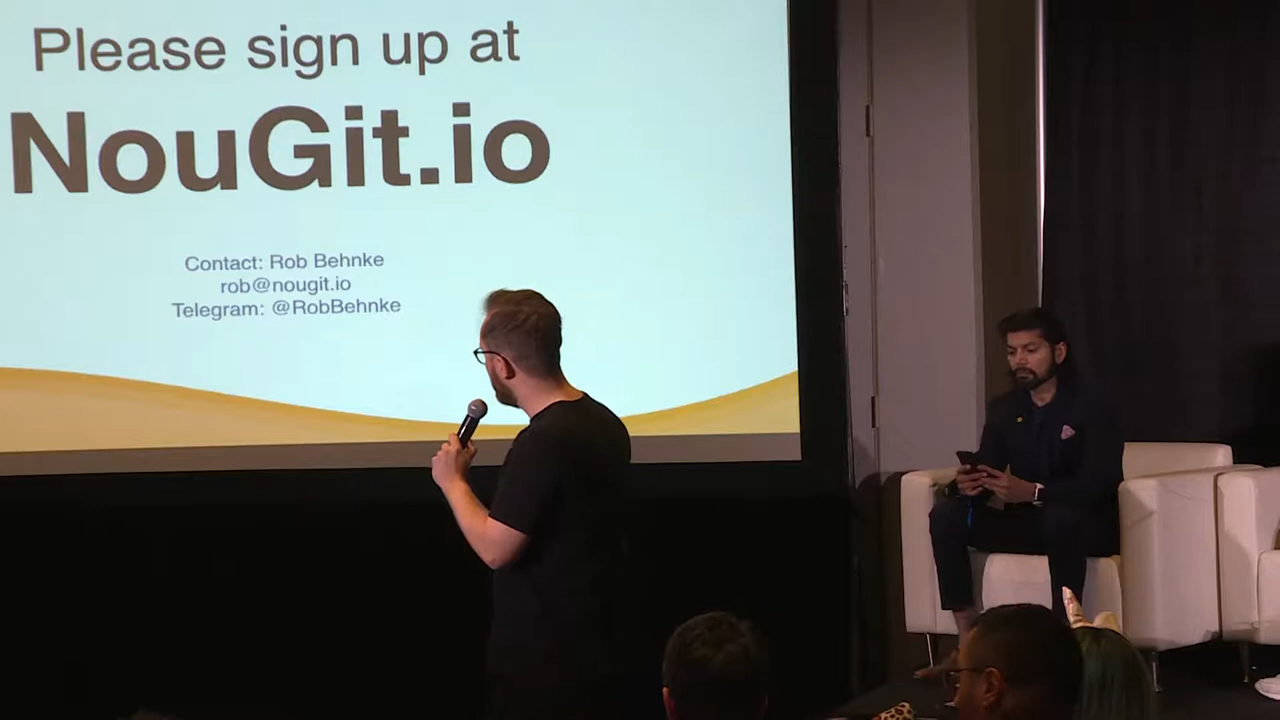 Please sign up at
NouGit.io
Contact: Rob Behnke
rob@nougit.io
Telegram: @RobBehnke